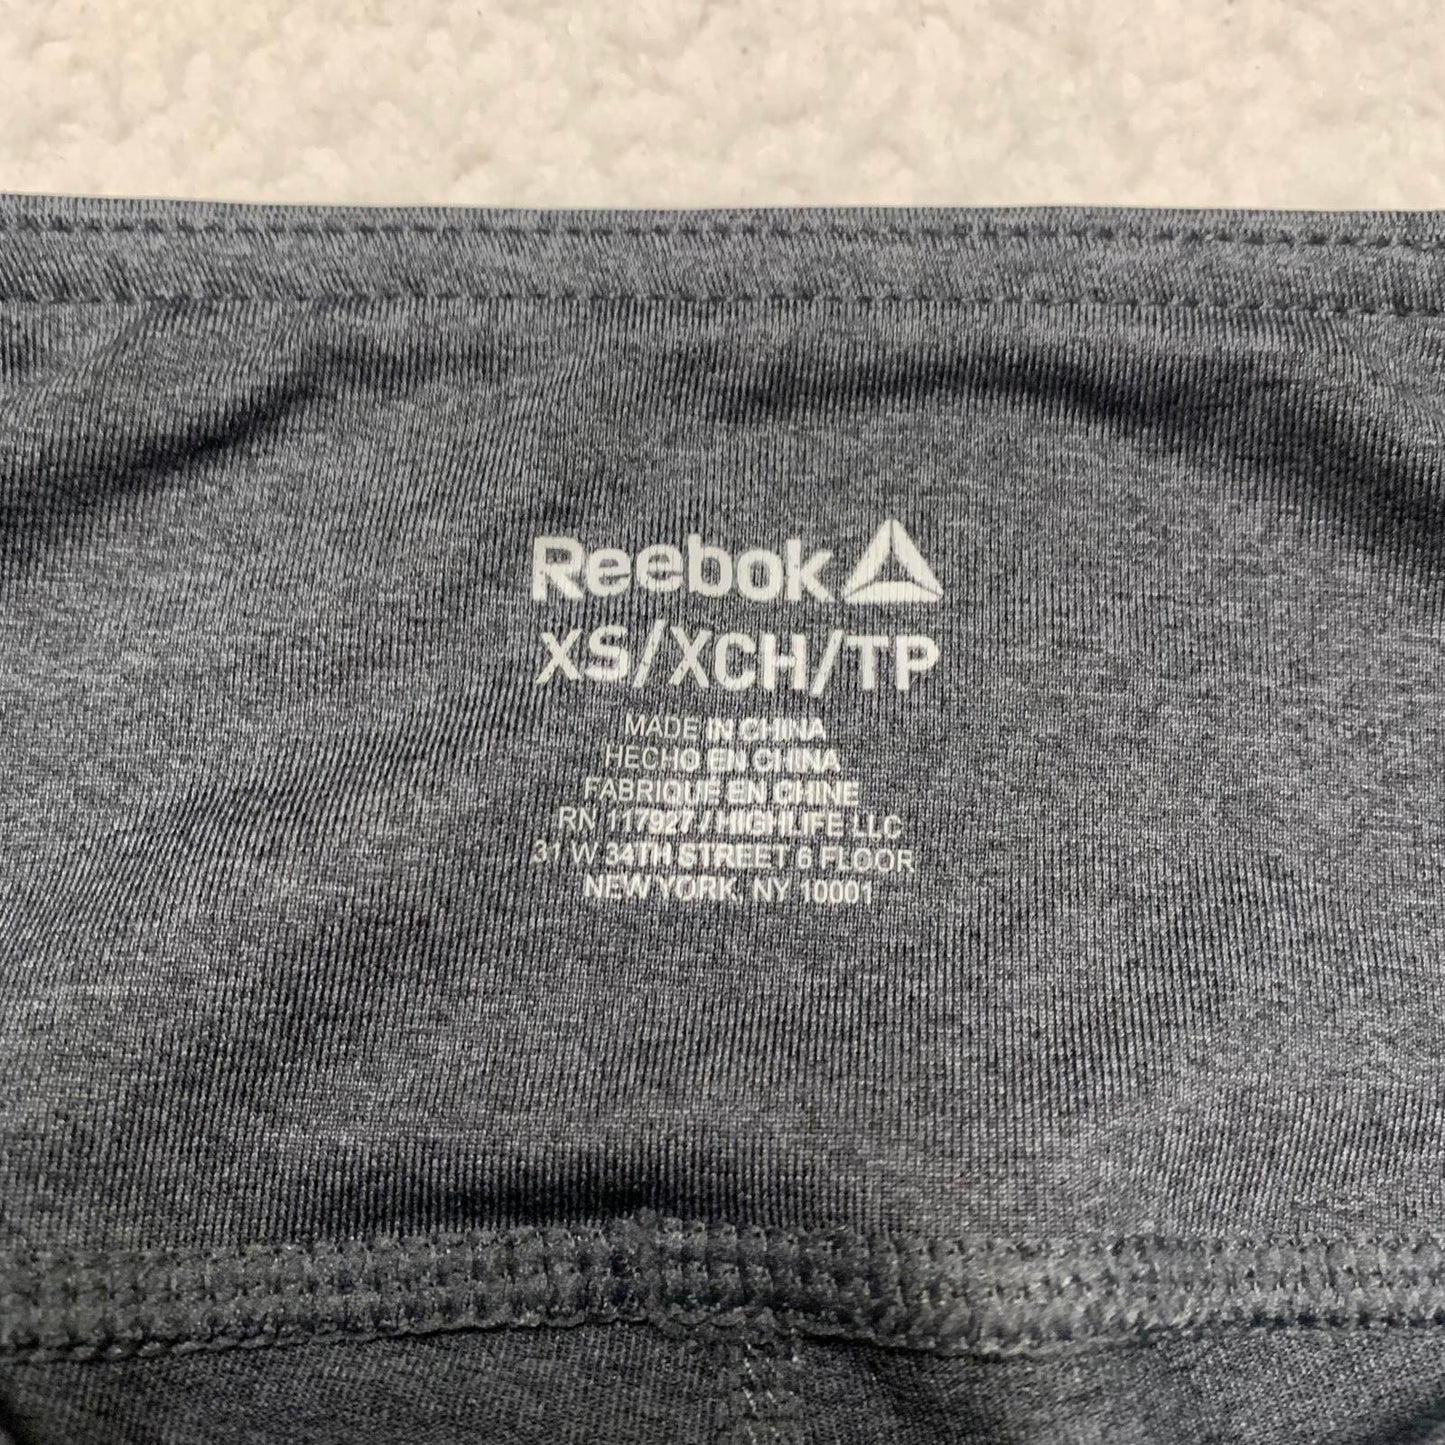 Reebok
XS/XCH/TP
MADE IN CHINA
HECHO EN CHINA
FABRIQUE EN CHINE
RN 117927 / HIGHLIFE LLC
31 W 34TH STREET 6 FLOOR
NEW YORK, NY 10001